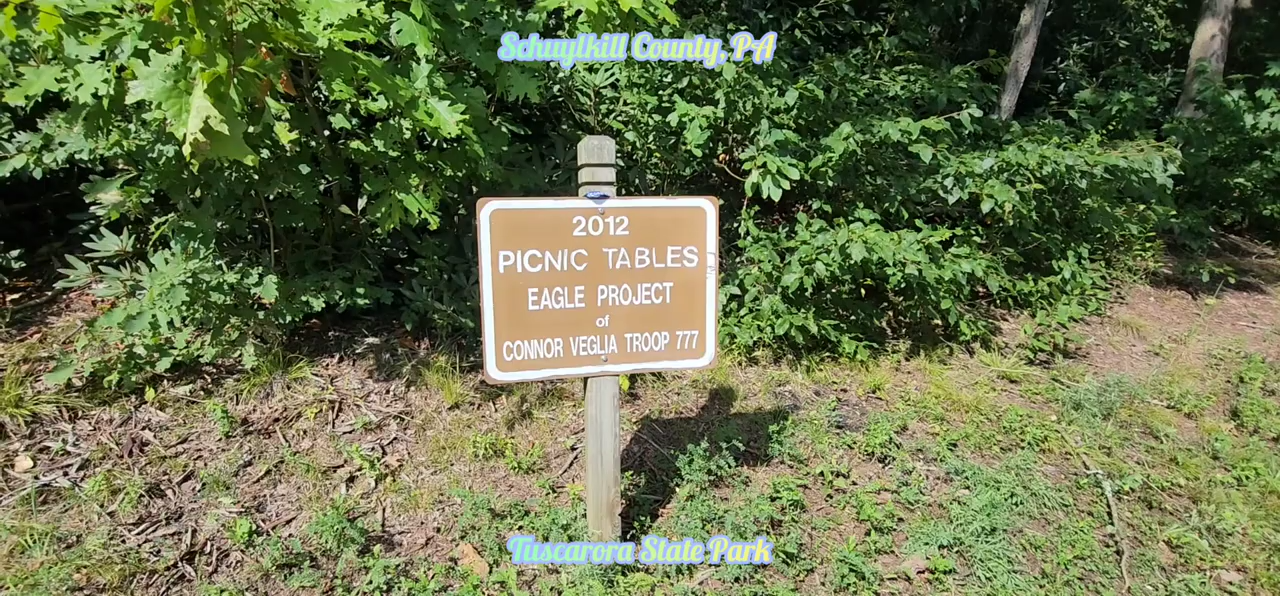 Schuylkill County, PA
2012
PICNIC TABLES
EAGLE PROJECT
of
CONNOR VEGLIA TROOP 777
Tuscarora State Park